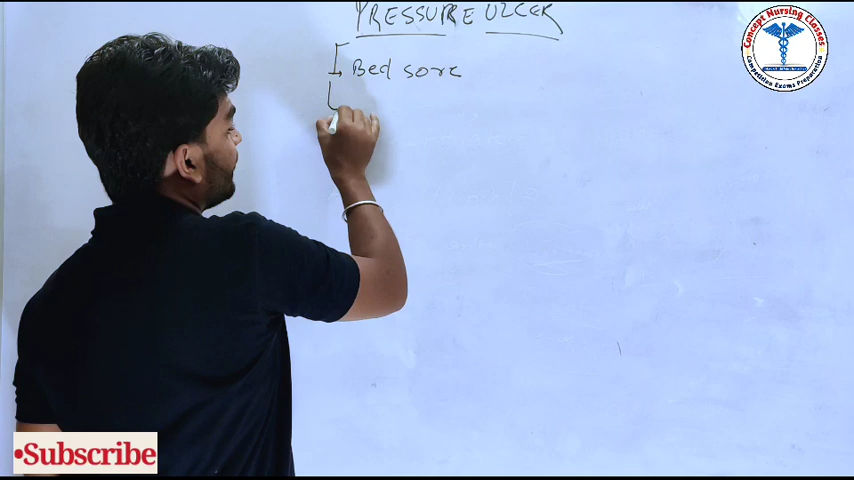 PRESSURE ULCER
Bed sore
Concept Nursing Classes
Competitive Exams Preparation
•Subscribe